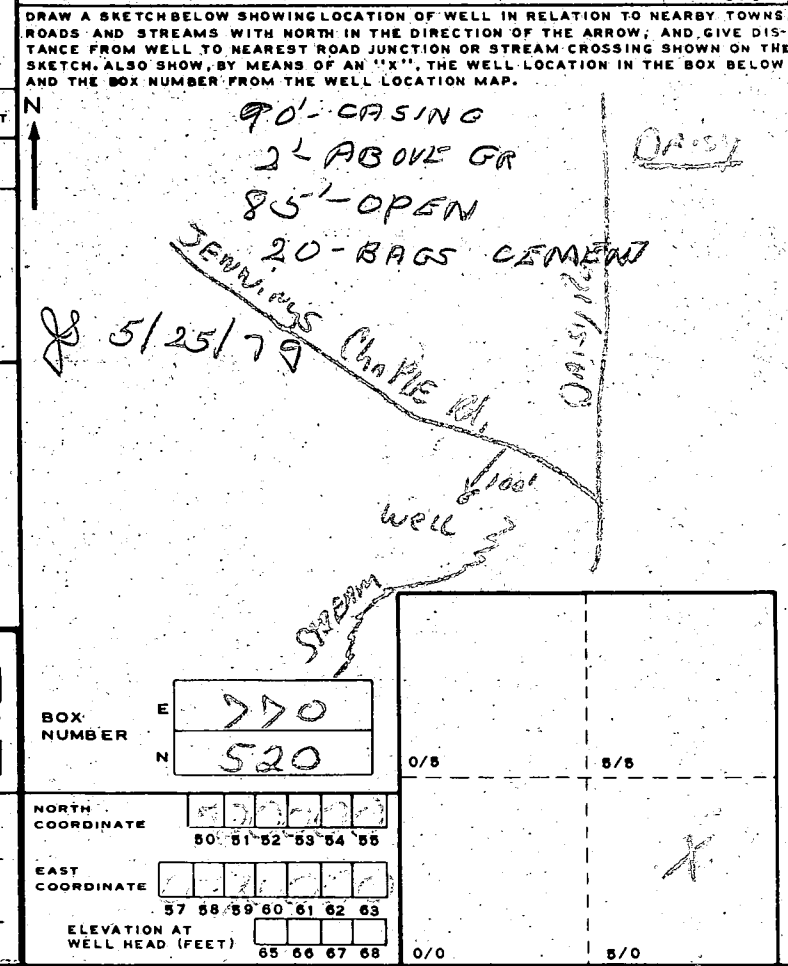 DRAW A SKETCH BELOW SHOWING LOCATION OF WELL IN RELATION TO NEARBY TOWNS
ROADS AND STREAMS WITH NORTH IN THE DIRECTION OF THE ARROW, AND GIVE DIS-
TANCE FROM WELL TO NEAREST ROAD JUNCTION OR STREAM CROSSING SHOWN ON THE
SKETCH. ALSO SHOW, BY MEANS OF AN "X", THE WELL LOCATION IN THE BOX BELOW
AND THE BOX NUMBER FROM THE WELL LOCATION MAP.
N
90'- CASING
2'- ABOVE GR
DAISY
85'-OPEN
20-BAGS CEMENT
JENNINGS CHAPLE Rd.
DAISY Rd
5/25/79
100'
Well
STREAM
BOX NUMBER
E 770
N 520
0/5 5/5
X
0/0 5/0
NORTH COORDINATE
50 51 52 53 54 55
EAST COORDINATE
57 58 59 60 61 62 63
ELEVATION AT
WELL HEAD (FEET)
65 66 67 68